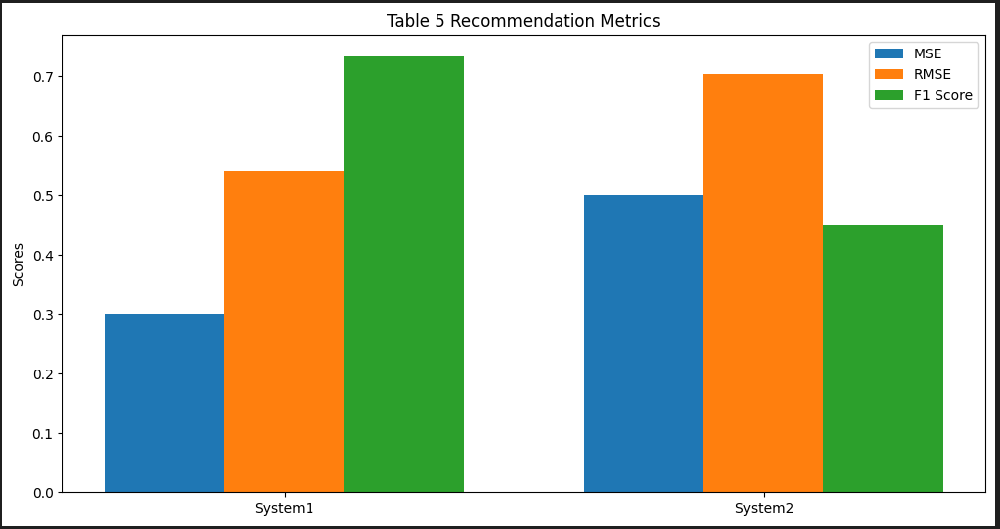 Table 5 Recommendation Metrics
MSE
RMSE
F1 Score
0.7
0.6
0.5
0.4
0.3
0.2
0.1
0.0
Scores
System1
System2